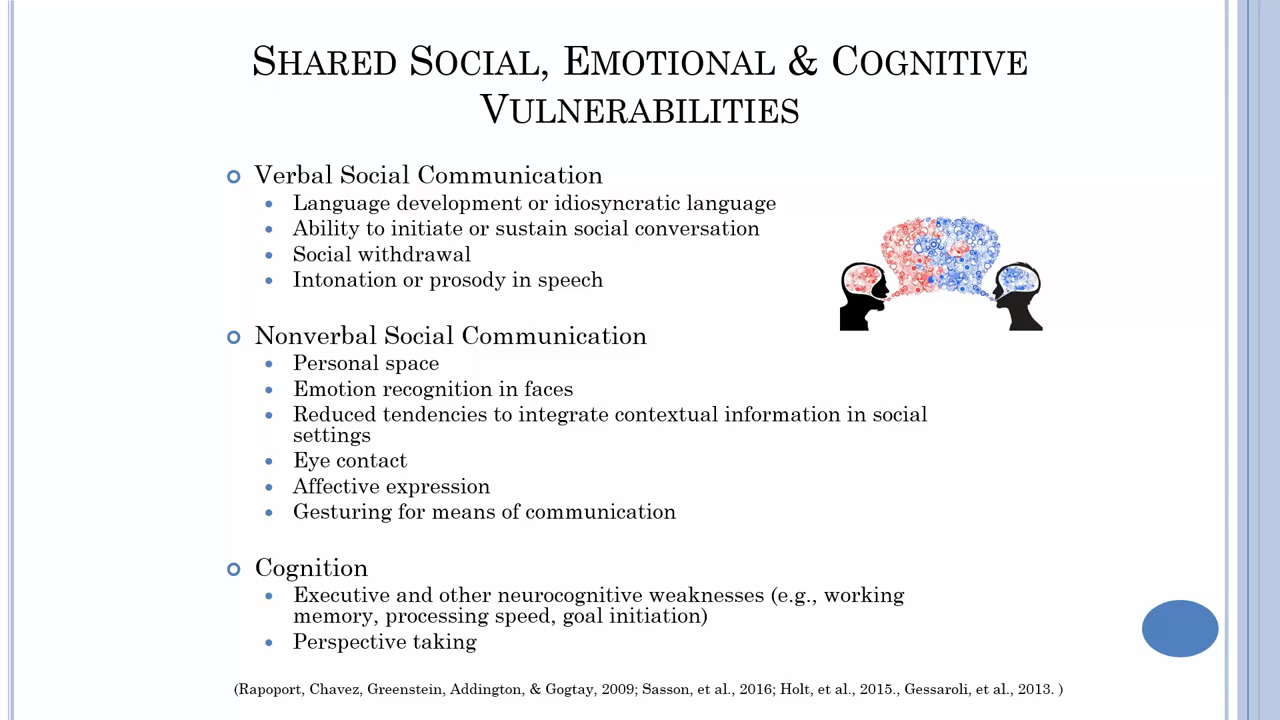 SHARED SOCIAL, EMOTIONAL & COGNITIVE
VULNERABILITIES
Verbal Social Communication
Language development or idiosyncratic language
Ability to initiate or sustain social conversation
Social withdrawal
Intonation or prosody in speech
Nonverbal Social Communication
Personal space
Emotion recognition in faces
Reduced tendencies to integrate contextual information in social
settings
Eye contact
Affective expression
Gesturing for means of communication
Cognition
Executive and other neurocognitive weaknesses (e.g., working
memory, processing speed, goal initiation)
Perspective taking
(Rapoport, Chavez, Greenstein, Addington, & Gogtay, 2009; Sasson, et al., 2016; Holt, et al., 2015., Gessaroli, et al., 2013. )